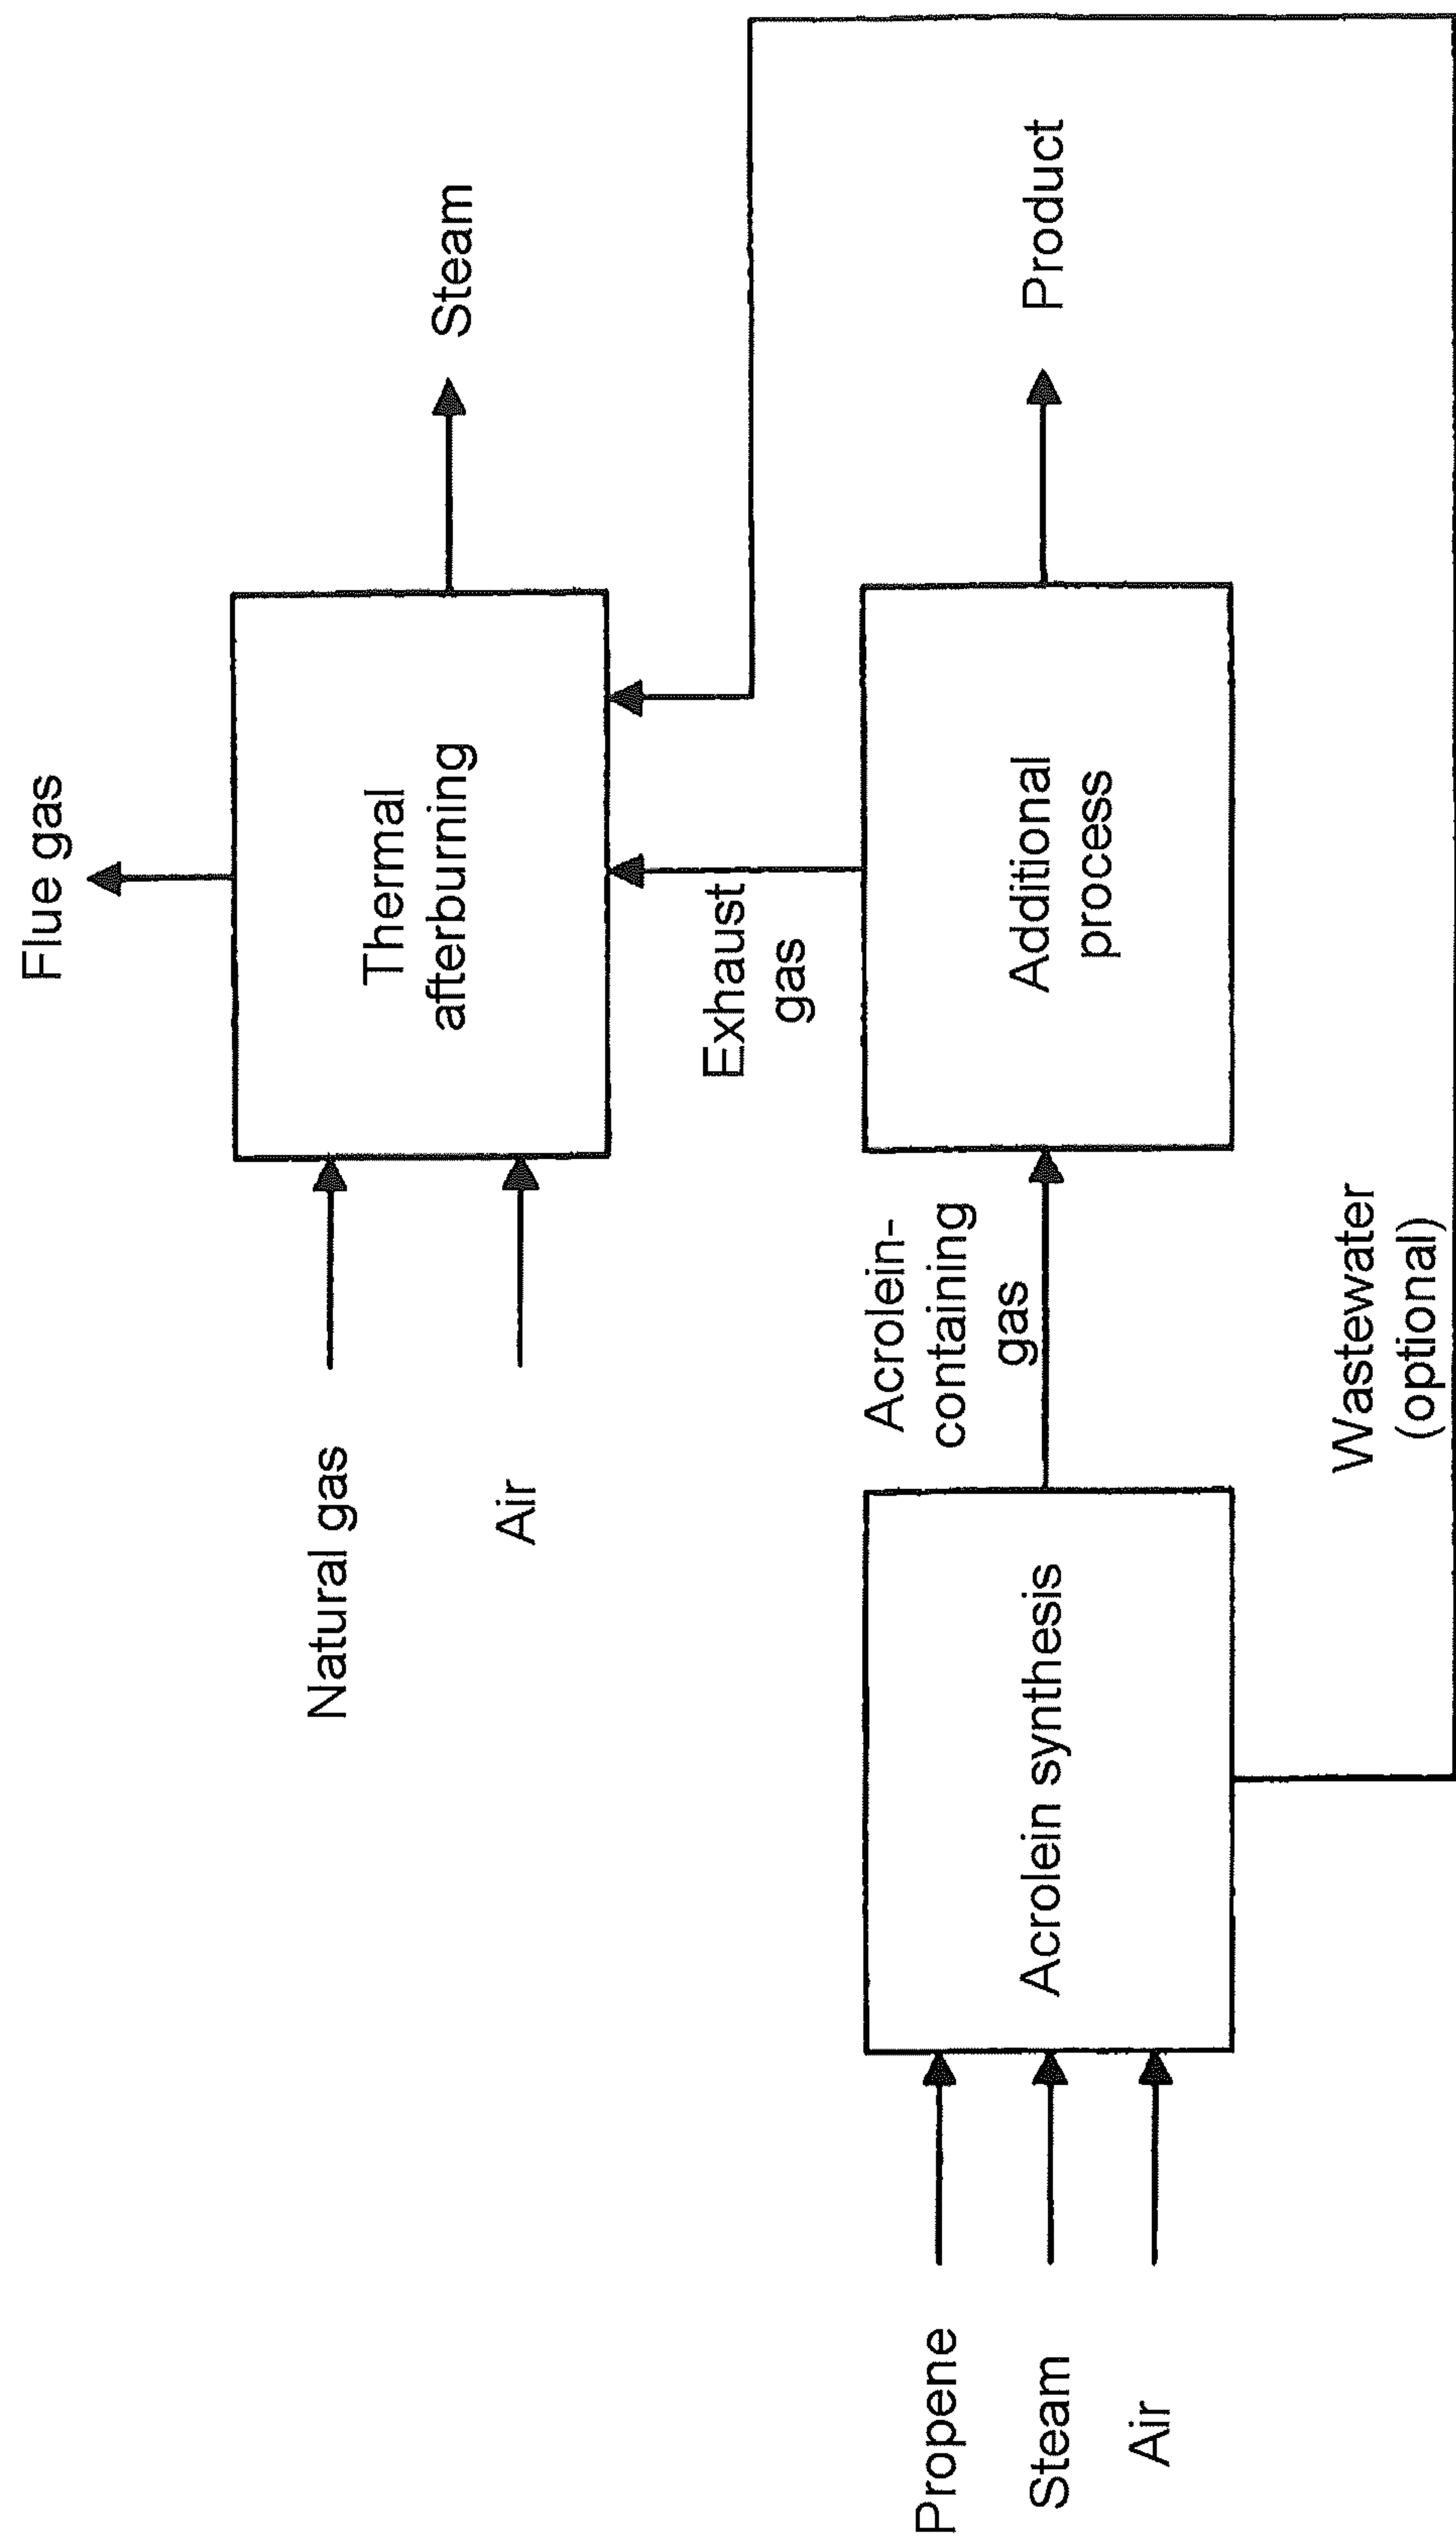 Flue gas
Natural gas
Air
Thermal
afterburning
Steam
Exhaust
gas
Propene
Steam
Air
Acrolein synthesis
Acrolein-
containing
gas
Additional
process
Product
Wastewater
(optional)